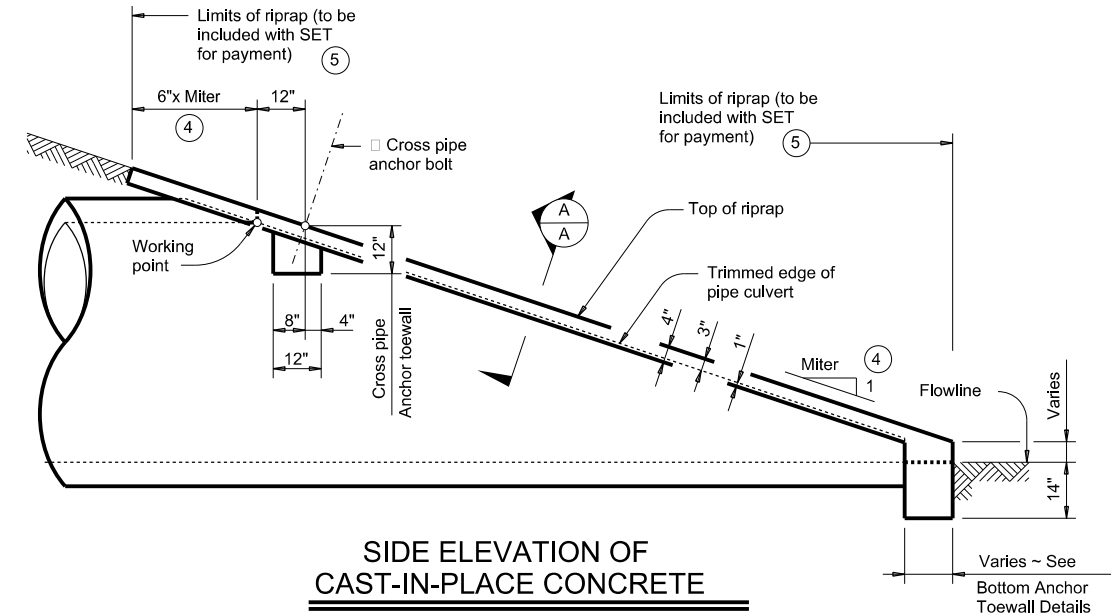 Limits of riprap (to be
included with SET
for payment)
5
6"x Miter
12"
4
Cross pipe
anchor bolt
Limits of riprap (to be
included with SET
for payment)
5
A
A
Top of riprap
Working
point
12"
Trimmed edge of
pipe culvert
8"
4"
12"
Cross pipe
Anchor toewall
4"
3"
1"
Miter
4
1
Flowline
Varies
14"
SIDE ELEVATION OF
CAST-IN-PLACE CONCRETE
Varies ~ See
Bottom Anchor
Toewall Details